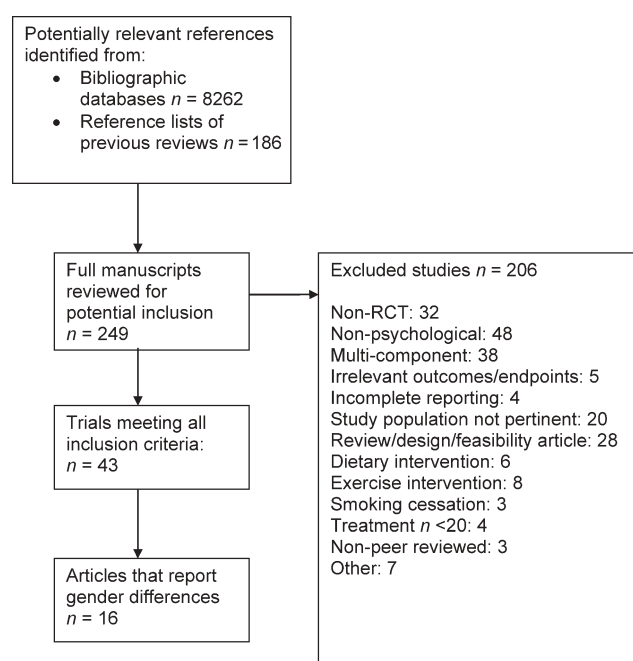 Potentially relevant references
identified from:
• Bibliographic
databases n = 8262
• Reference lists of
previous reviews n = 186
Full manuscripts
reviewed for
potential inclusion
n = 249
Excluded studies n = 206
Non-RCT: 32
Non-psychological: 48
Multi-component: 38
Irrelevant outcomes/endpoints: 5
Incomplete reporting: 4
Study population not pertinent: 20
Review/design/feasibility article: 28
Dietary intervention: 6
Exercise intervention: 8
Smoking cessation: 3
Treatment n <20: 4
Non-peer reviewed: 3
Other: 7
Trials meeting all
inclusion criteria:
n = 43
Articles that report
gender differences
n = 16